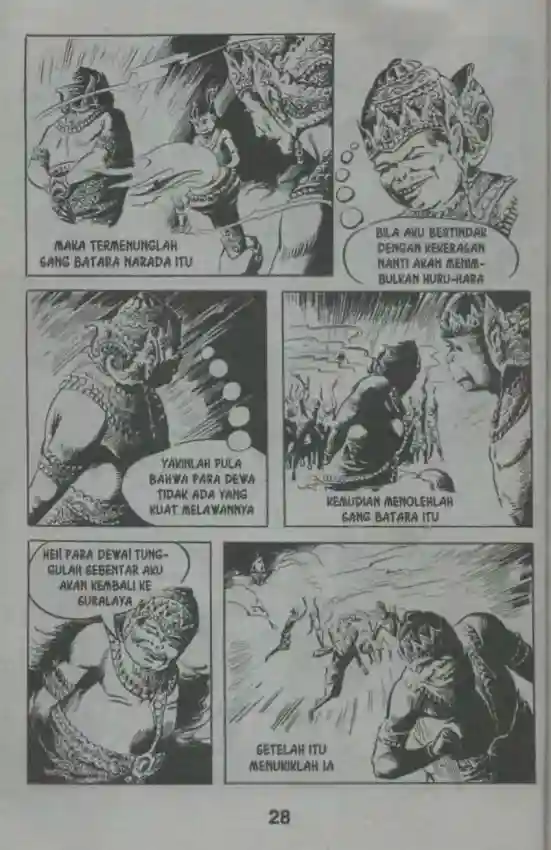 MAKA TERMENUNGLAH
SANG BATARA NARADA ITU
BILA AKU BERTINDAK
DENGAN KEKERASAN
NANTI AKAN MENIM-
BULKAN HURU-HARA
YAKINLAH PULA
BAHWA PARA DEWA
TIDAK ADA YANG
KUAT MELAWANNYA
KEMUDIAN MENOLEHLAH
SANG BATARA ITU
HEI! PARA DEWA! TUNG-
GULAH SEBENTAR AKU
AKAN KEMBALI KE
SURALAYA
SETELAH ITU
MENUKIKLAH IA
28